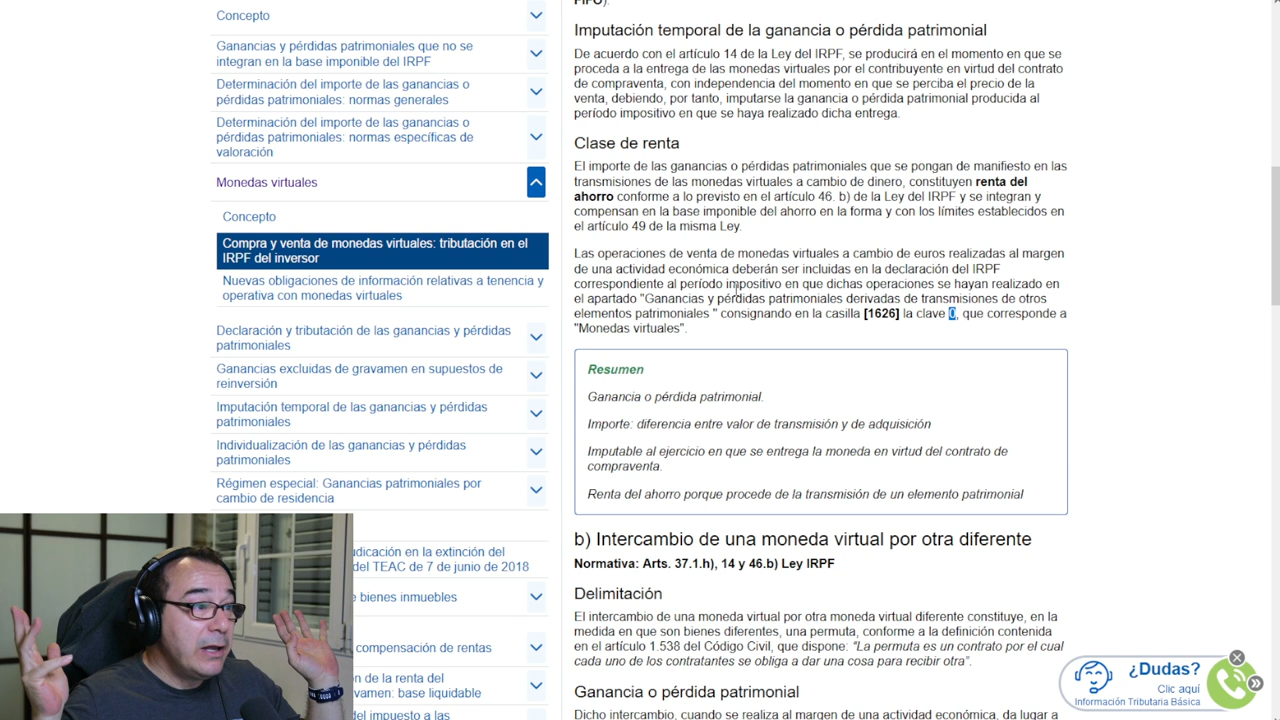 Concepto
Ganancias y pérdidas patrimoniales que no se
integran en la base imponible del IRPF
Determinación del importe de las ganancias o
pérdidas patrimoniales: normas generales
Determinación del importe de las ganancias o
pérdidas patrimoniales: normas específicas de
valoración
Monedas virtuales
Concepto
Compra y venta de monedas virtuales: tributación en el
IRPF del inversor
Nuevas obligaciones de información relativas a tenencia y
operativa con monedas virtuales
Declaración y tributación de las ganancias y pérdidas
patrimoniales
Ganancias excluidas de gravamen en supuestos de
reinversión
Imputación temporal de las ganancias y pérdidas
patrimoniales
Individualización de las ganancias y pérdidas
patrimoniales
Régimen especial: Ganancias patrimoniales por
cambio de residencia
udicación en la extinción del
del TEAC de 7 de junio de 2018
e bienes inmuebles
compensación de rentas
ón de la renta del
avamen: base liquidable
del impuesto a las
FIFO).
Imputación temporal de la ganancia o pérdida patrimonial
De acuerdo con el artículo 14 de la Ley del IRPF, se producirá en el momento en que se
proceda a la entrega de las monedas virtuales por el contribuyente en virtud del contrato
de compraventa, con independencia del momento en que se perciba el precio de la
venta, debiendo, por tanto, imputarse la ganancia o pérdida patrimonial producida al
período impositivo en que se haya realizado dicha entrega.
Clase de renta
El importe de las ganancias o pérdidas patrimoniales que se pongan de manifiesto en las
transmisiones de las monedas virtuales a cambio de dinero, constituyen renta del
ahorro conforme a lo previsto en el artículo 46. b) de la Ley del IRPF y se integran y
compensan en la base imponible del ahorro en la forma y con los límites establecidos en
el artículo 49 de la misma Ley.
Las operaciones de venta de monedas virtuales a cambio de euros realizadas al margen
de una actividad económica deberán ser incluidas en la declaración del IRPF
correspondiente al período impositivo en que dichas operaciones se hayan realizado en
el apartado "Ganancias y pérdidas patrimoniales derivadas de transmisiones de otros
elementos patrimoniales " consignando en la casilla [1626] la clave 0, que corresponde a
"Monedas virtuales".
Resumen
Ganancia o pérdida patrimonial.
Importe: diferencia entre valor de transmisión y de adquisición
Imputable al ejercicio en que se entrega la moneda en virtud del contrato de
compraventa.
Renta del ahorro porque procede de la transmisión de un elemento patrimonial
b) Intercambio de una moneda virtual por otra diferente
Normativa: Arts. 37.1.h), 14 y 46.b) Ley IRPF
Delimitación
El intercambio de una moneda virtual por otra moneda virtual diferente constituye, en la
medida en que son bienes diferentes, una permuta, conforme a la definición contenida
en el artículo 1.538 del Código Civil, que dispone: “La permuta es un contrato por el cual
cada uno de los contratantes se obliga a dar una cosa para recibir otra”.
Ganancia o pérdida patrimonial
Dicho intercambio, cuando se realiza al margen de una actividad económica, da lugar a
¿Dudas?
Clic aquí
Información Tributaria Básica